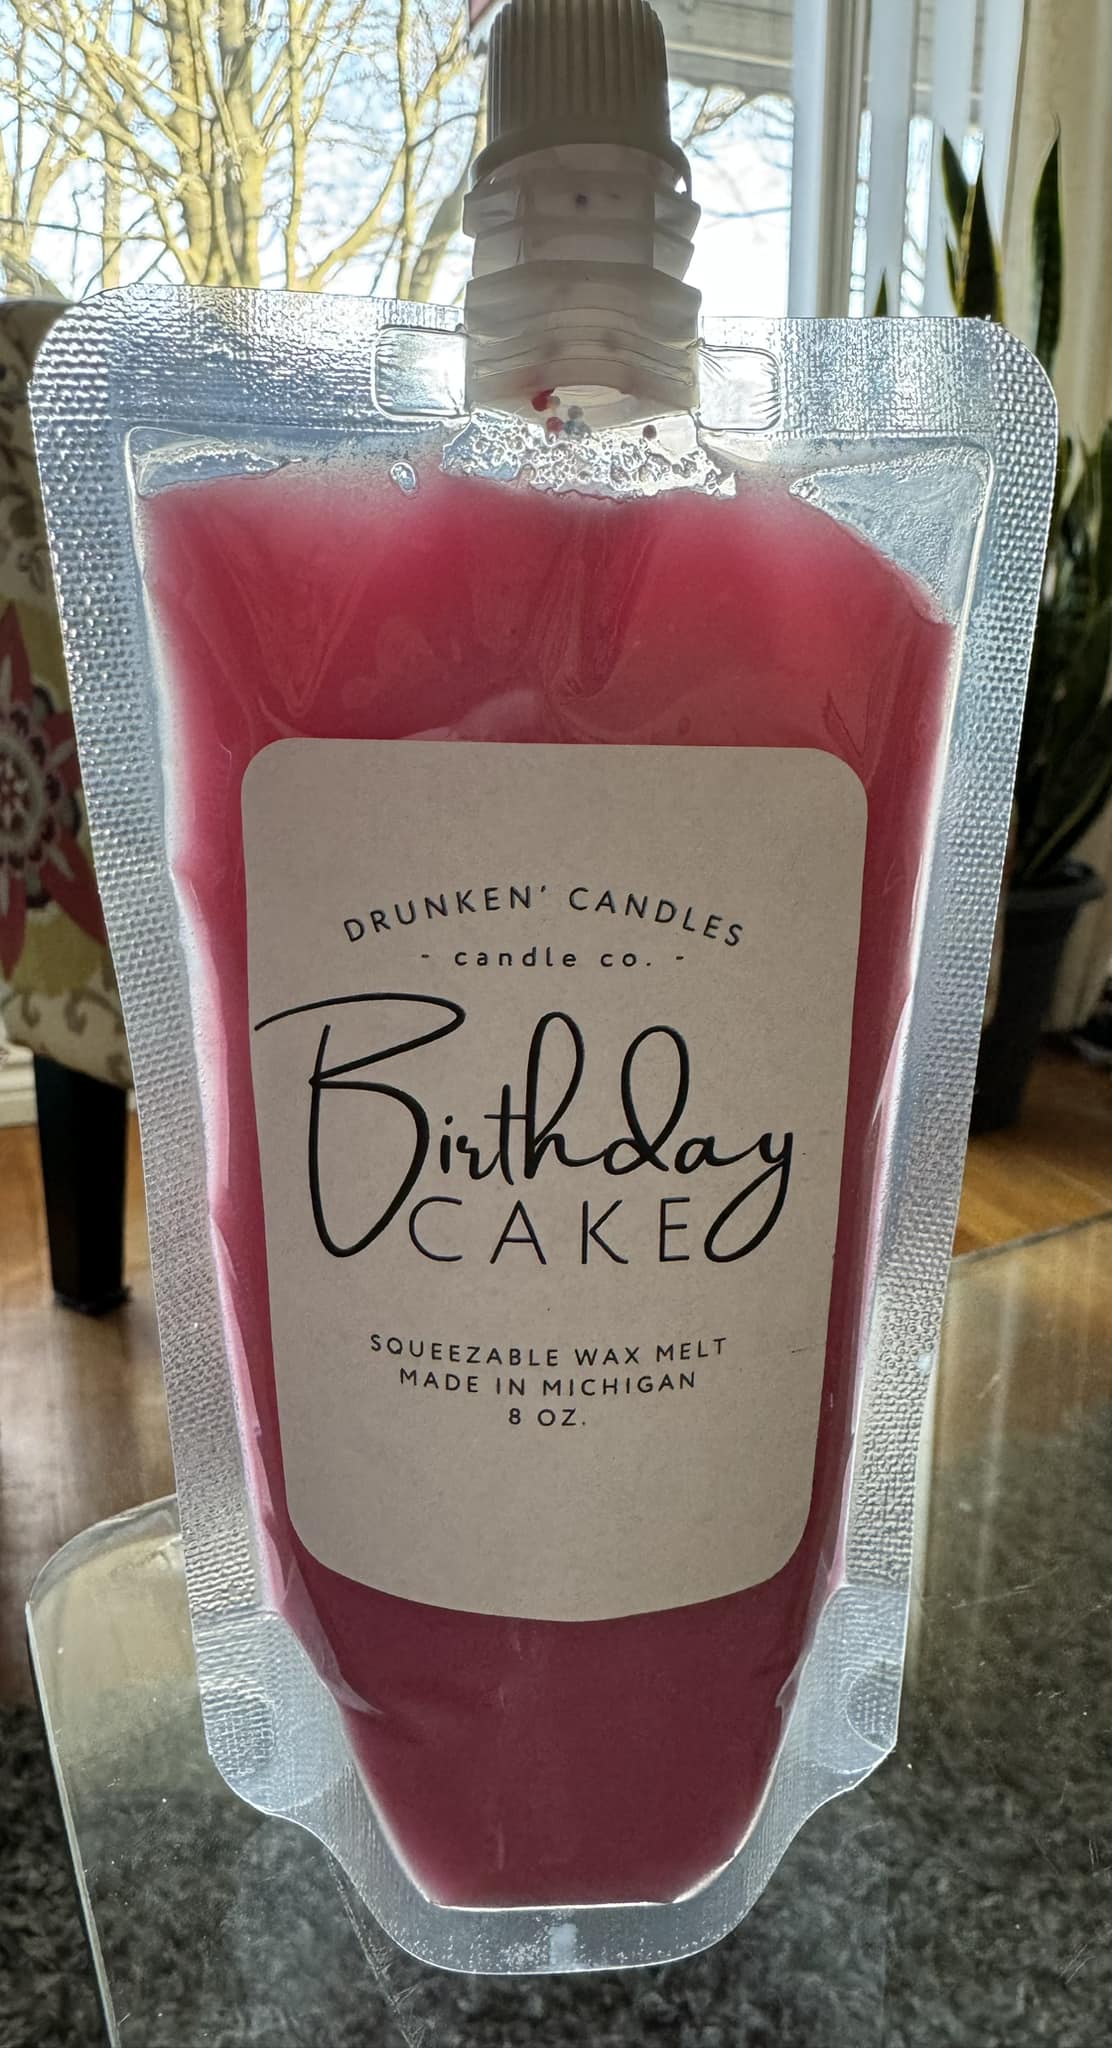 DRUNKEN' CANDLES
- candle co. -
Birthday
CAKE
SQUEEZABLE WAX MELT
MADE IN MICHIGAN
8 OZ.